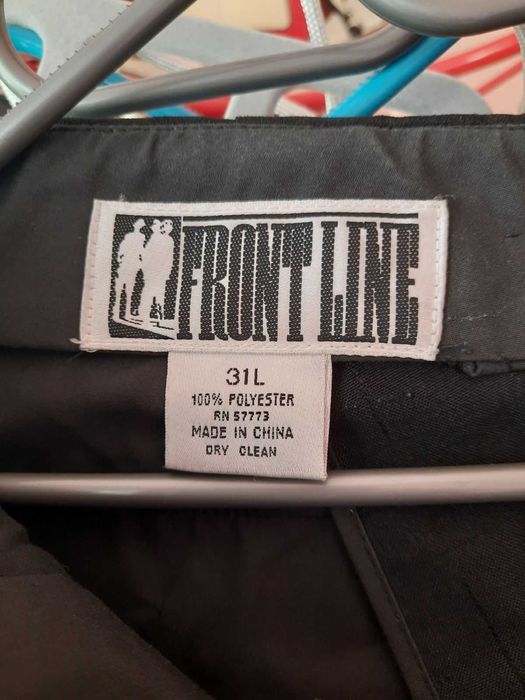 FRONT LINE
31L
100% POLYESTER
RN 57773
MADE IN CHINA
DRY CLEAN